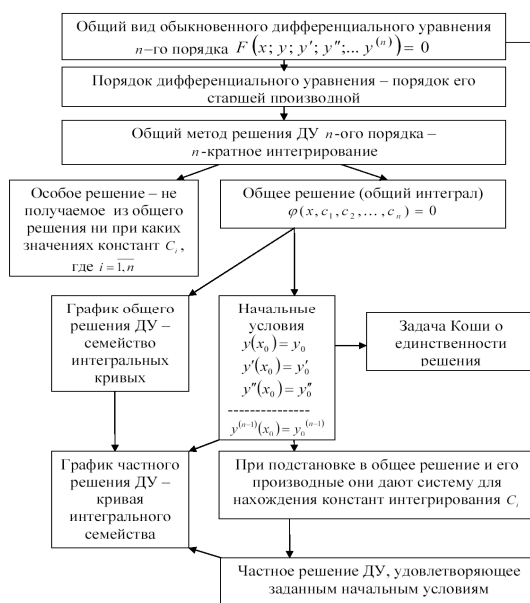 Общий вид обыкновенного дифференциального уравнения
n-го порядка F(x; y; y′; y″;... y⁽ⁿ⁾) = 0
Порядок дифференциального уравнения – порядок его
старшей производной
Общий метод решения ДУ n-ого порядка –
n-кратное интегрирование
Особое решение – не
получаемое из общего
решения ни при каких
значениях констант Cᵢ,
где i = 1,n
Общее решение (общий интеграл)
φ(x, c₁, c₂, ..., cₙ) = 0
График общего
решения ДУ –
семейство
интегральных
кривых
Начальные
условия
y(x₀) = y₀
y′(x₀) = y′₀
y″(x₀) = y″₀
----------------
y⁽ⁿ⁻¹⁾(x₀) = y₀⁽ⁿ⁻¹⁾
Задача Коши о
единственности
решения
График частного
решения ДУ –
кривая
интегрального
семейства
При подстановке в общее решение и его
производные они дают систему для
нахождения констант интегрирования Cᵢ
Частное решение ДУ, удовлетворяющее
заданным начальным условиям